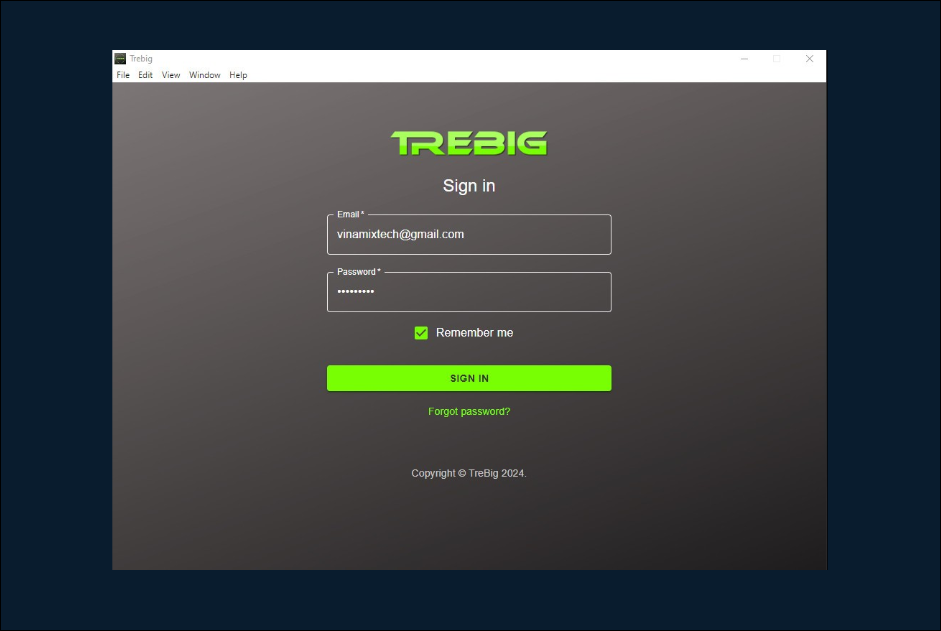 Trebig
File Edit View Window Help
TREBIG
Sign in
Email *
vinamixtech@gmail.com
Password *
•••••••••
Remember me
SIGN IN
Forgot password?
Copyright © TreBig 2024.